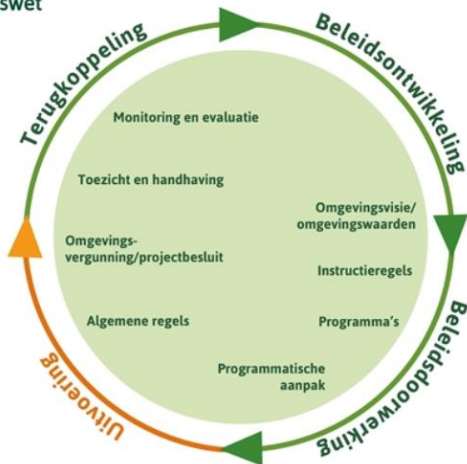 swet
Terugkoppeling
Beleidsontwikkeling
Monitoring en evaluatie
Toezicht en handhaving
Omgevingsvisie/
omgevingswaarden
Omgevings-
vergunning/projectbesluit
Instructieregels
Algemene regels
Programma's
Programmatische
aanpak
Uitvoering
Beleidsdoorwerking